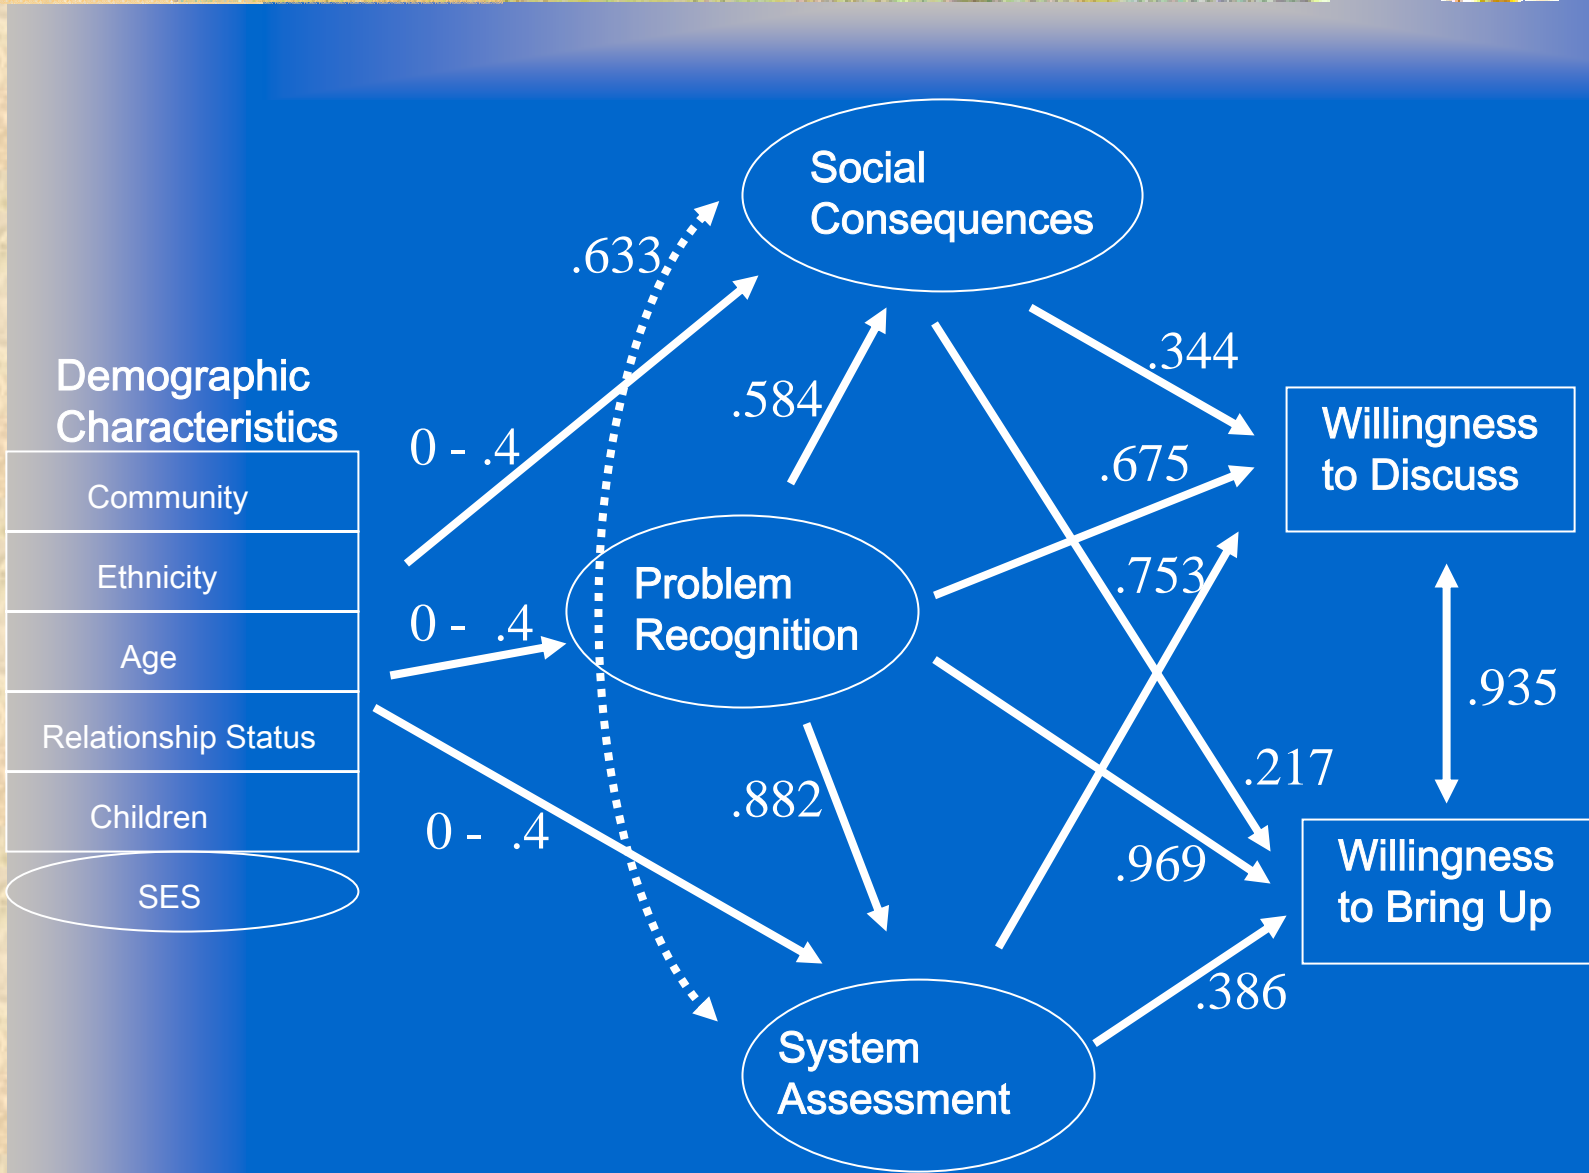 Social
Consequences
.633
.344
Demographic
Characteristics
.584
Willingness
to Discuss
0 - .4
.675
Community
Ethnicity
Problem
Recognition
.753
0 -  .4
Age
.935
Relationship Status
.217
.882
Children
0 -  .4
.969
Willingness
to Bring Up
SES
.386
System
Assessment